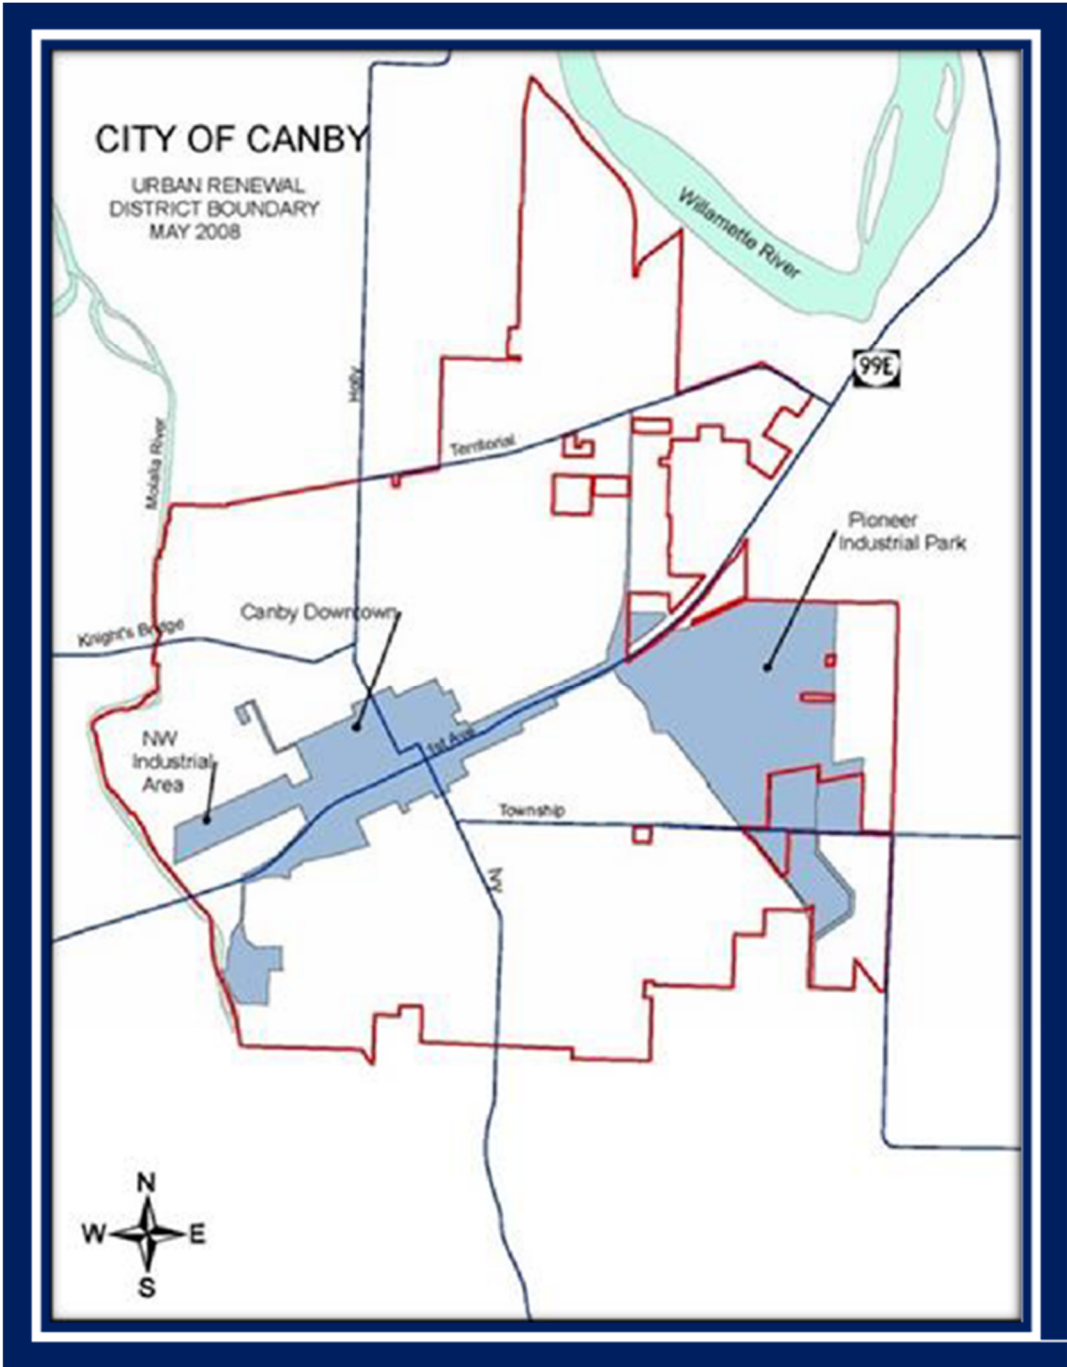 CITY OF CANBY
URBAN RENEWAL
DISTRICT BOUNDARY
MAY 2008
Willamette River
99E
Holly
Territorial
Molalla River
Pioneer
Industrial Park
Canby Downtown
Knight's Bridge
NW
Industrial
Area
1st Ave
Township
Ivy
N
W
E
S